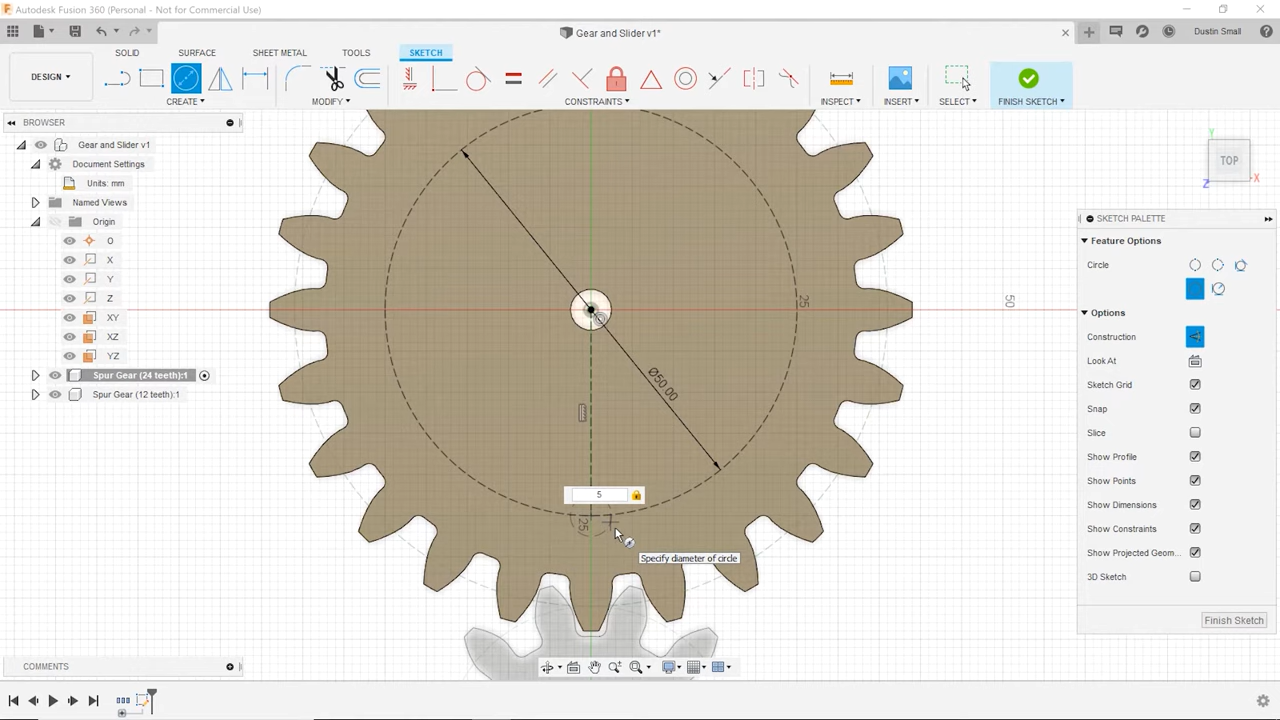 Autodesk Fusion 360 (Personal - Not for Commercial Use)
Gear and Slider v1*
Dustin Small
DESIGN
SOLID
SURFACE
SHEET METAL
TOOLS
SKETCH
CREATE
MODIFY
CONSTRAINTS
INSPECT
INSERT
SELECT
FINISH SKETCH
BROWSER
Gear and Slider v1
Document Settings
Units: mm
Named Views
Origin
O
X
Y
Z
XY
XZ
YZ
Spur Gear (24 teeth):1
Spur Gear (12 teeth):1
25
50
Ø50.00
5
25
Specify diameter of circle
Y
TOP
Z
X
SKETCH PALETTE
Feature Options
Circle
Options
Construction
Look At
Sketch Grid
Snap
Slice
Show Profile
Show Points
Show Dimensions
Show Constraints
Show Projected Geom...
3D Sketch
Finish Sketch
COMMENTS